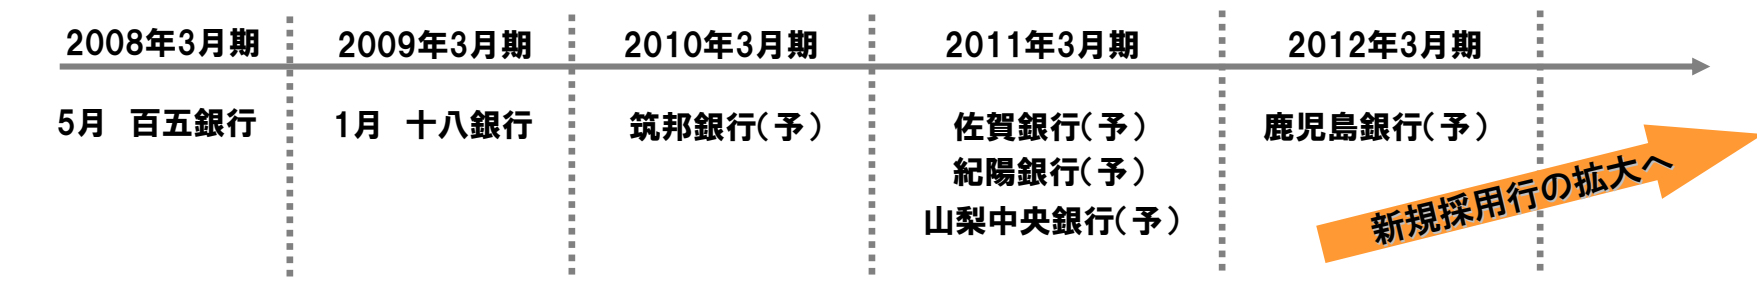 2008年3月期
2009年3月期
2010年3月期
2011年3月期
2012年3月期
5月 百五銀行
1月 十八銀行
筑邦銀行(予)
佐賀銀行(予)
紀陽銀行(予)
山梨中央銀行(予)
鹿児島銀行(予)
新規採用行の拡大へ